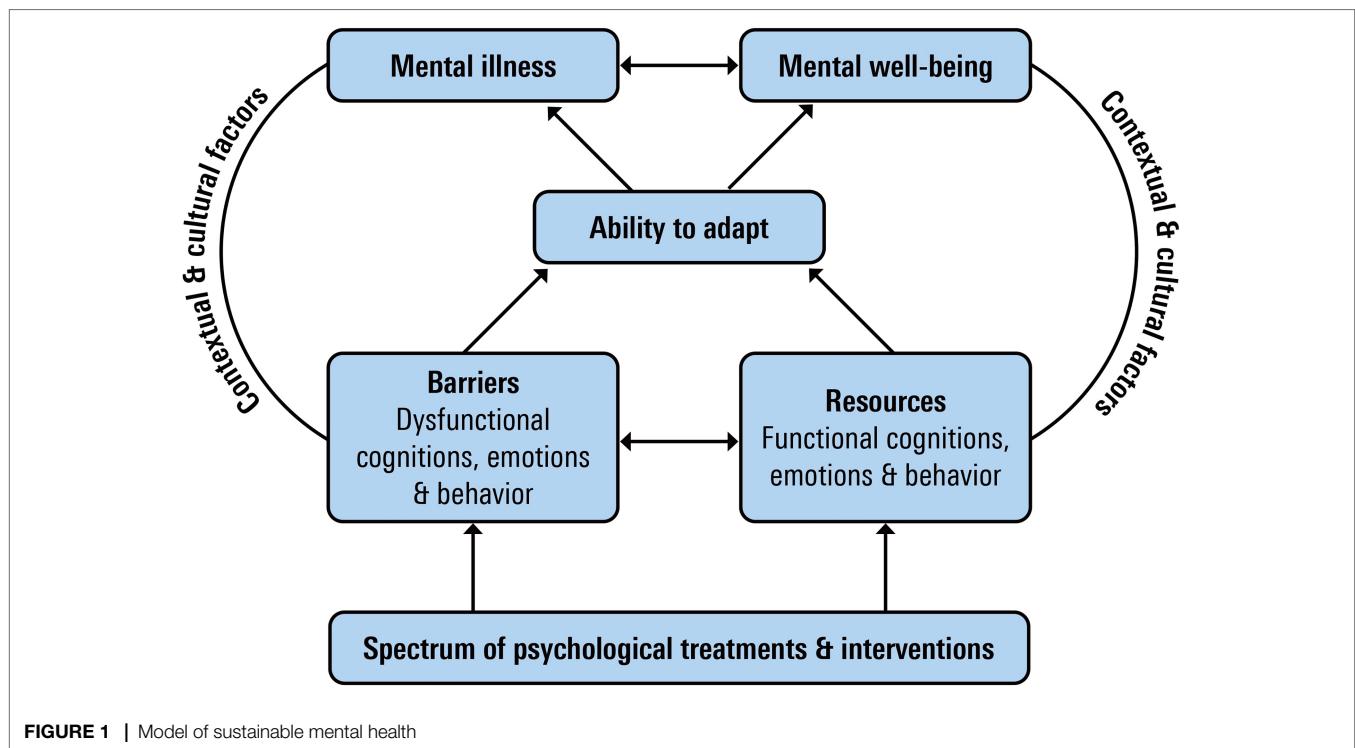 Mental illness
Mental well-being
Contextual & cultural factors
Contextual & cultural factors
Ability to adapt
Barriers
Dysfunctional
cognitions, emotions
& behavior
Resources
Functional cognitions,
emotions & behavior
Spectrum of psychological treatments & interventions
FIGURE 1 | Model of sustainable mental health